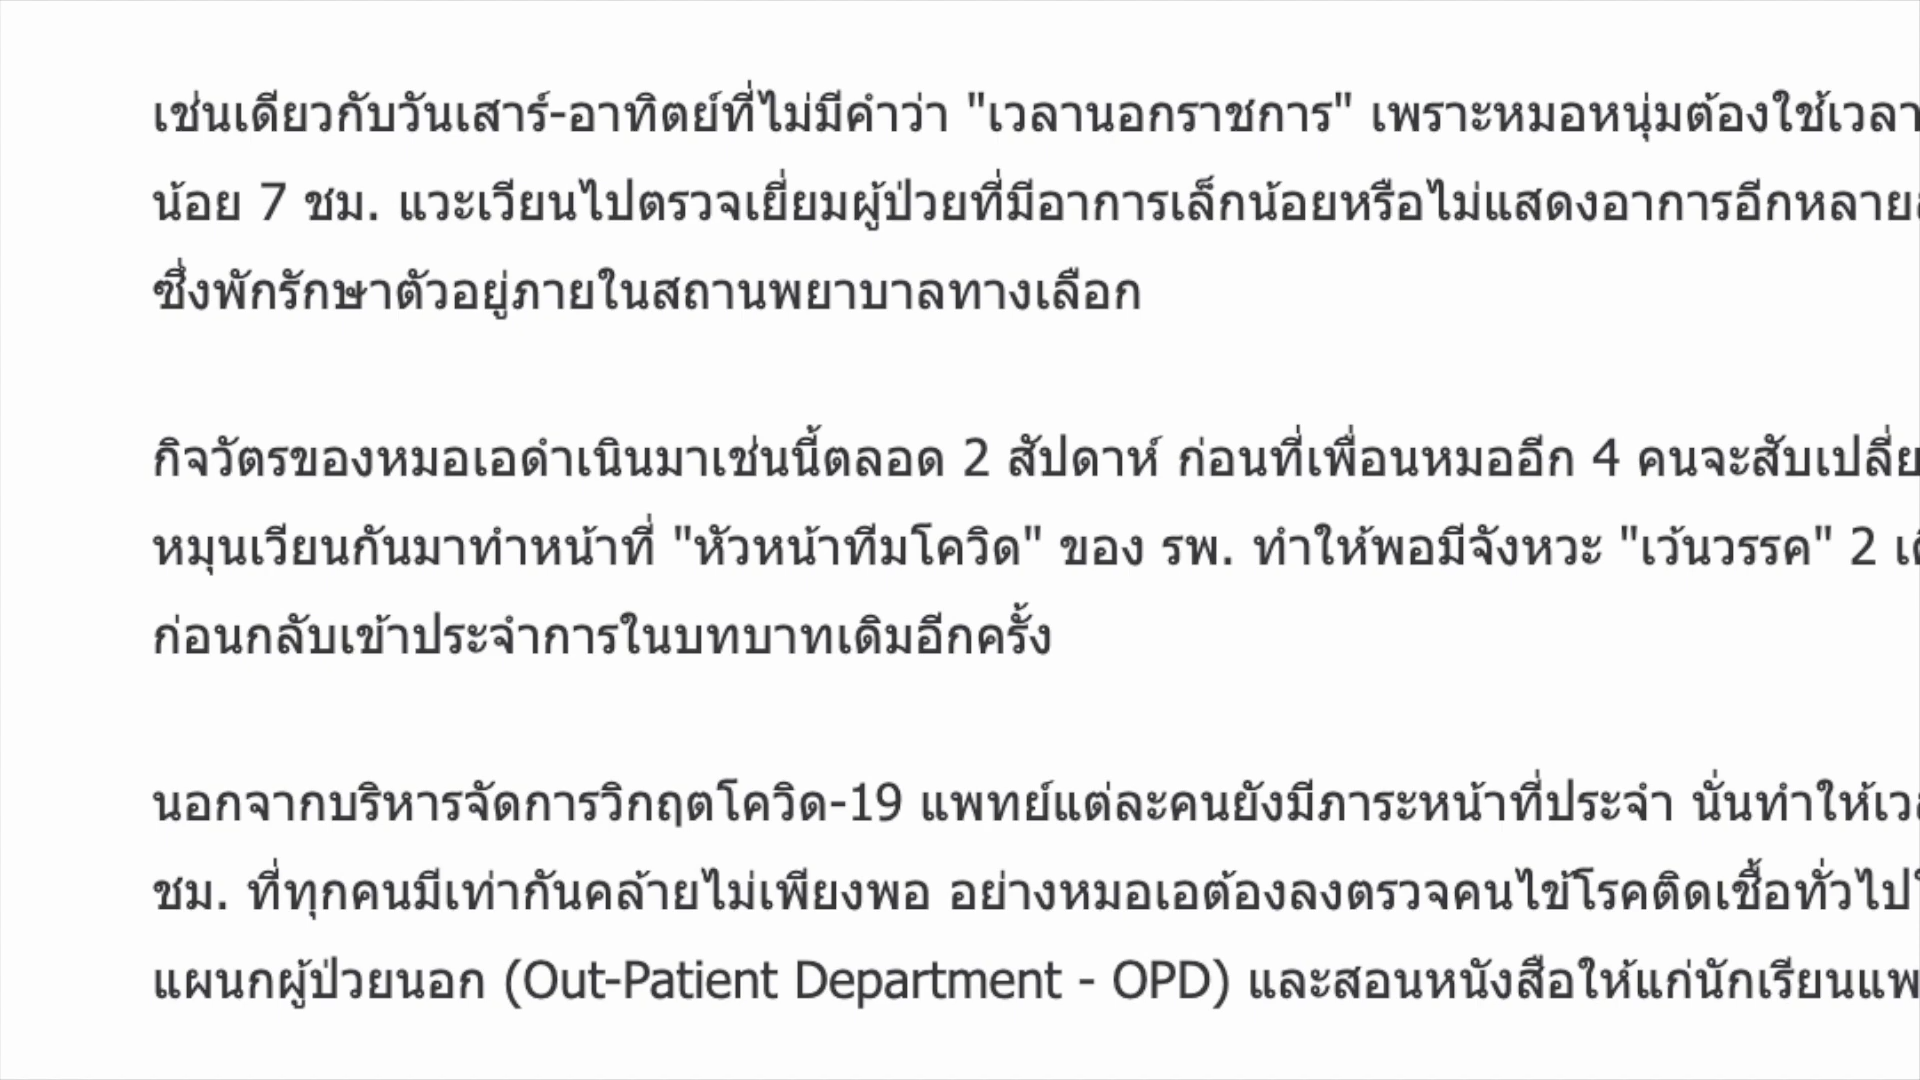 เช่นเดียวกับวันเสาร์-อาทิตย์ที่ไม่มีคำว่า "เวลานอกราชการ" เพราะหมอหนุ่มต้องใช้เวลา
น้อย 7 ชม. แวะเวียนไปตรวจเยี่ยมผู้ป่วยที่มีอาการเล็กน้อยหรือไม่แสดงอาการอีกหลาย
ซึ่งพักรักษาตัวอยู่ภายในสถานพยาบาลทางเลือก
กิจวัตรของหมอเอดำเนินมาเช่นนี้ตลอด 2 สัปดาห์ ก่อนที่เพื่อนหมออีก 4 คนจะสับ
หมุนเวียนกันมาทำหน้าที่ "หัวหน้าทีมโควิด" ของ รพ. ทำให้พอมีจังหวะ "เว้นวรรค" 2
ก่อนกลับเข้าประจำการในบทบาทเดิมอีกครั้ง
นอกจากบริหารจัดการวิกฤตโควิด-19 แพทย์แต่ละคนยังมีภาระหน้าที่ประจำ นั่นทำให้
ชม. ที่ทุกคนมีเท่ากันคล้ายไม่เพียงพอ อย่างหมอเอต้องลงตรวจคนไข้โรคติดเชื้อทั่วไป
แผนกผู้ป่วยนอก (Out-Patient Department - OPD) และสอนหนังสือให้แก่นักเรียน